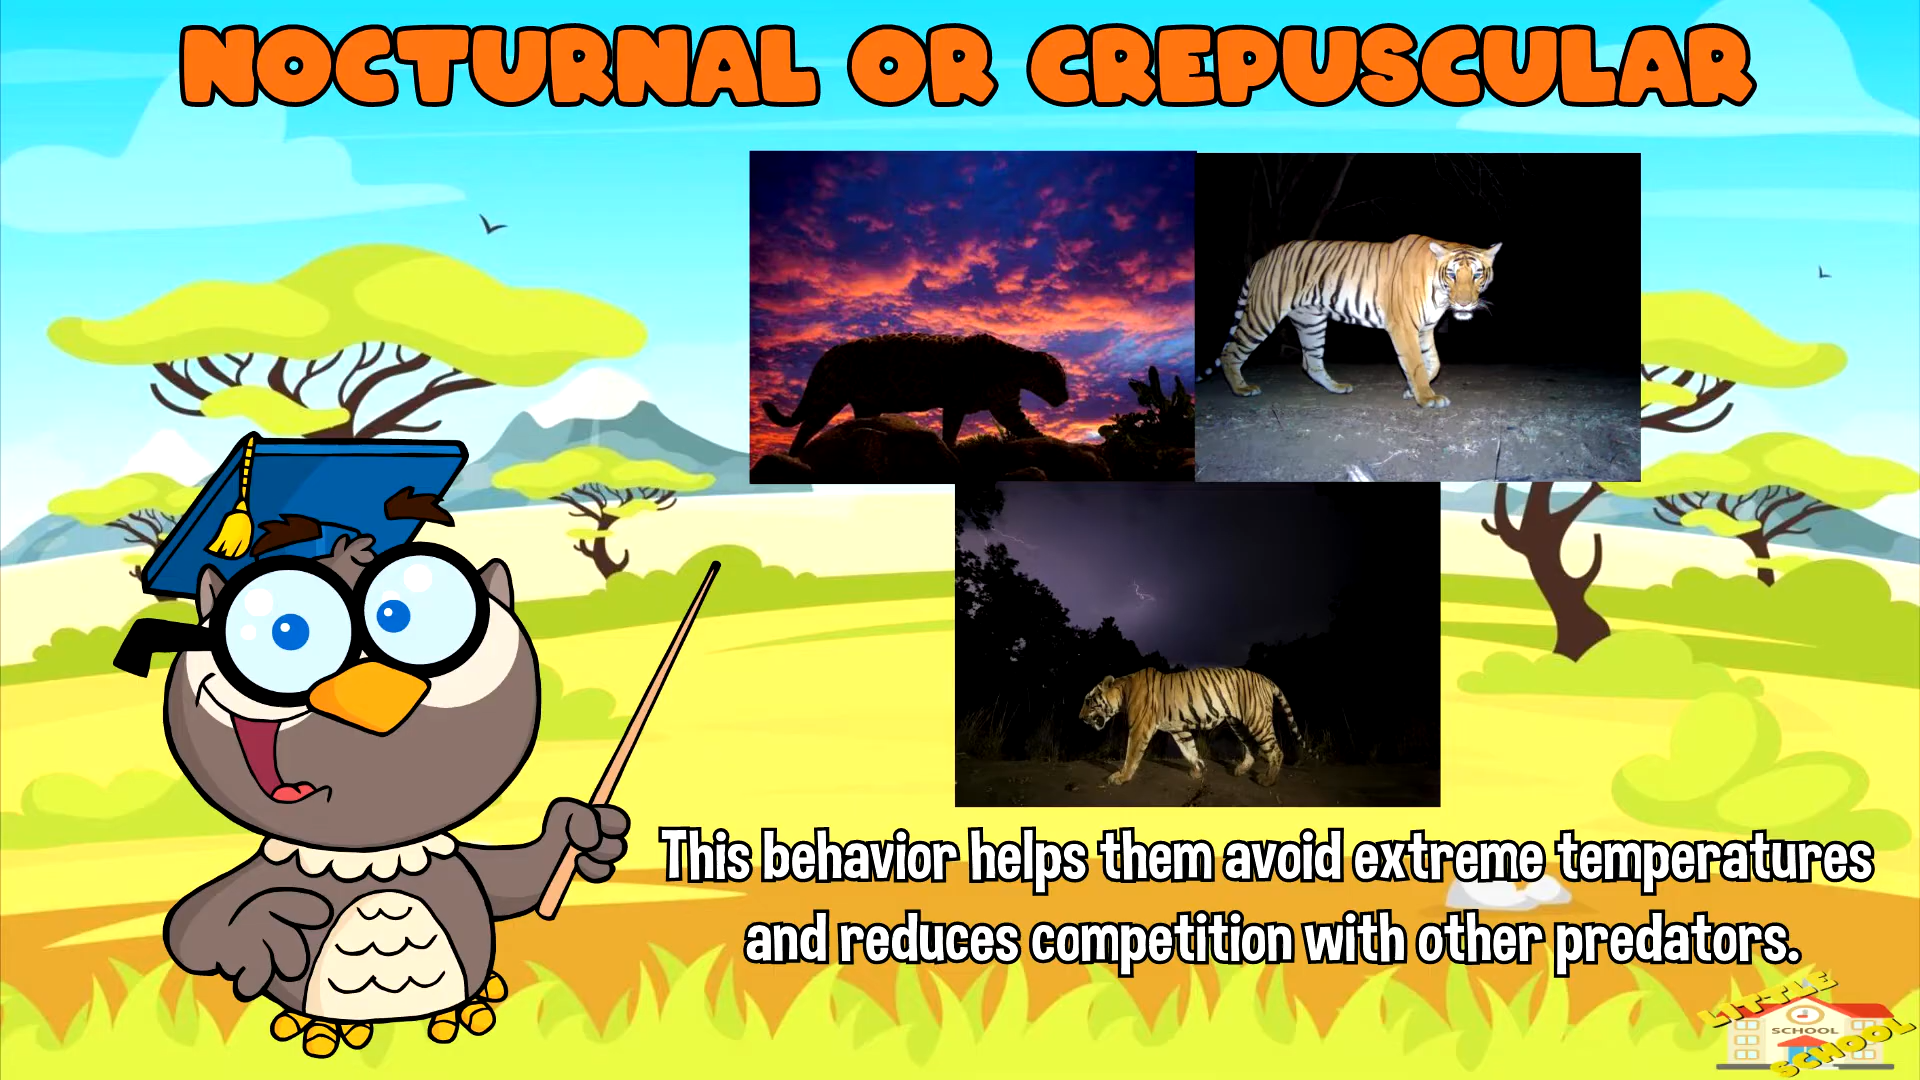 NOCTURNAL OR CREPUSCULAR
This behavior helps them avoid extreme temperatures
and reduces competition with other predators.
LITTLE
SCHOOL
SCHOOL